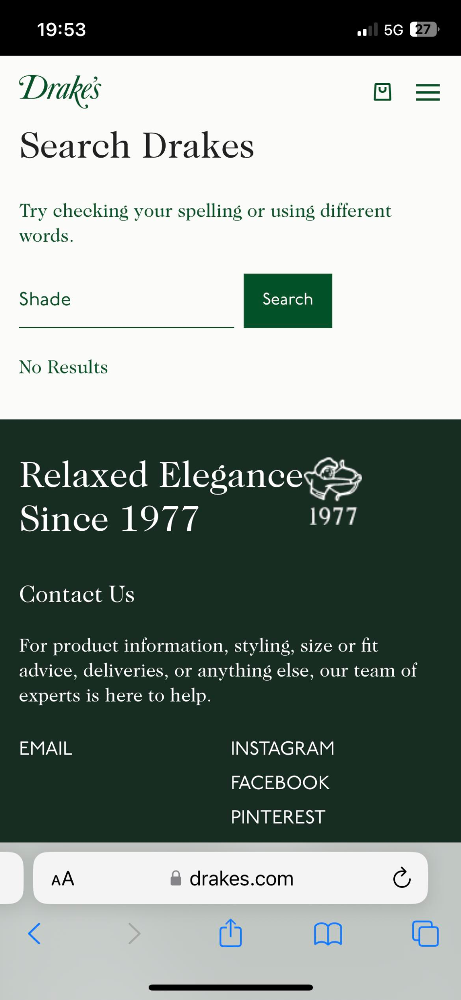 19:53
5G
27
Drake's
Search Drakes
Try checking your spelling or using different
words.
Shade
Search
No Results
Relaxed Elegance
Since 1977
1977
Contact Us
For product information, styling, size or fit
advice, deliveries, or anything else, our team of
experts is here to help.
EMAIL
INSTAGRAM
FACEBOOK
PINTEREST
AA
drakes.com